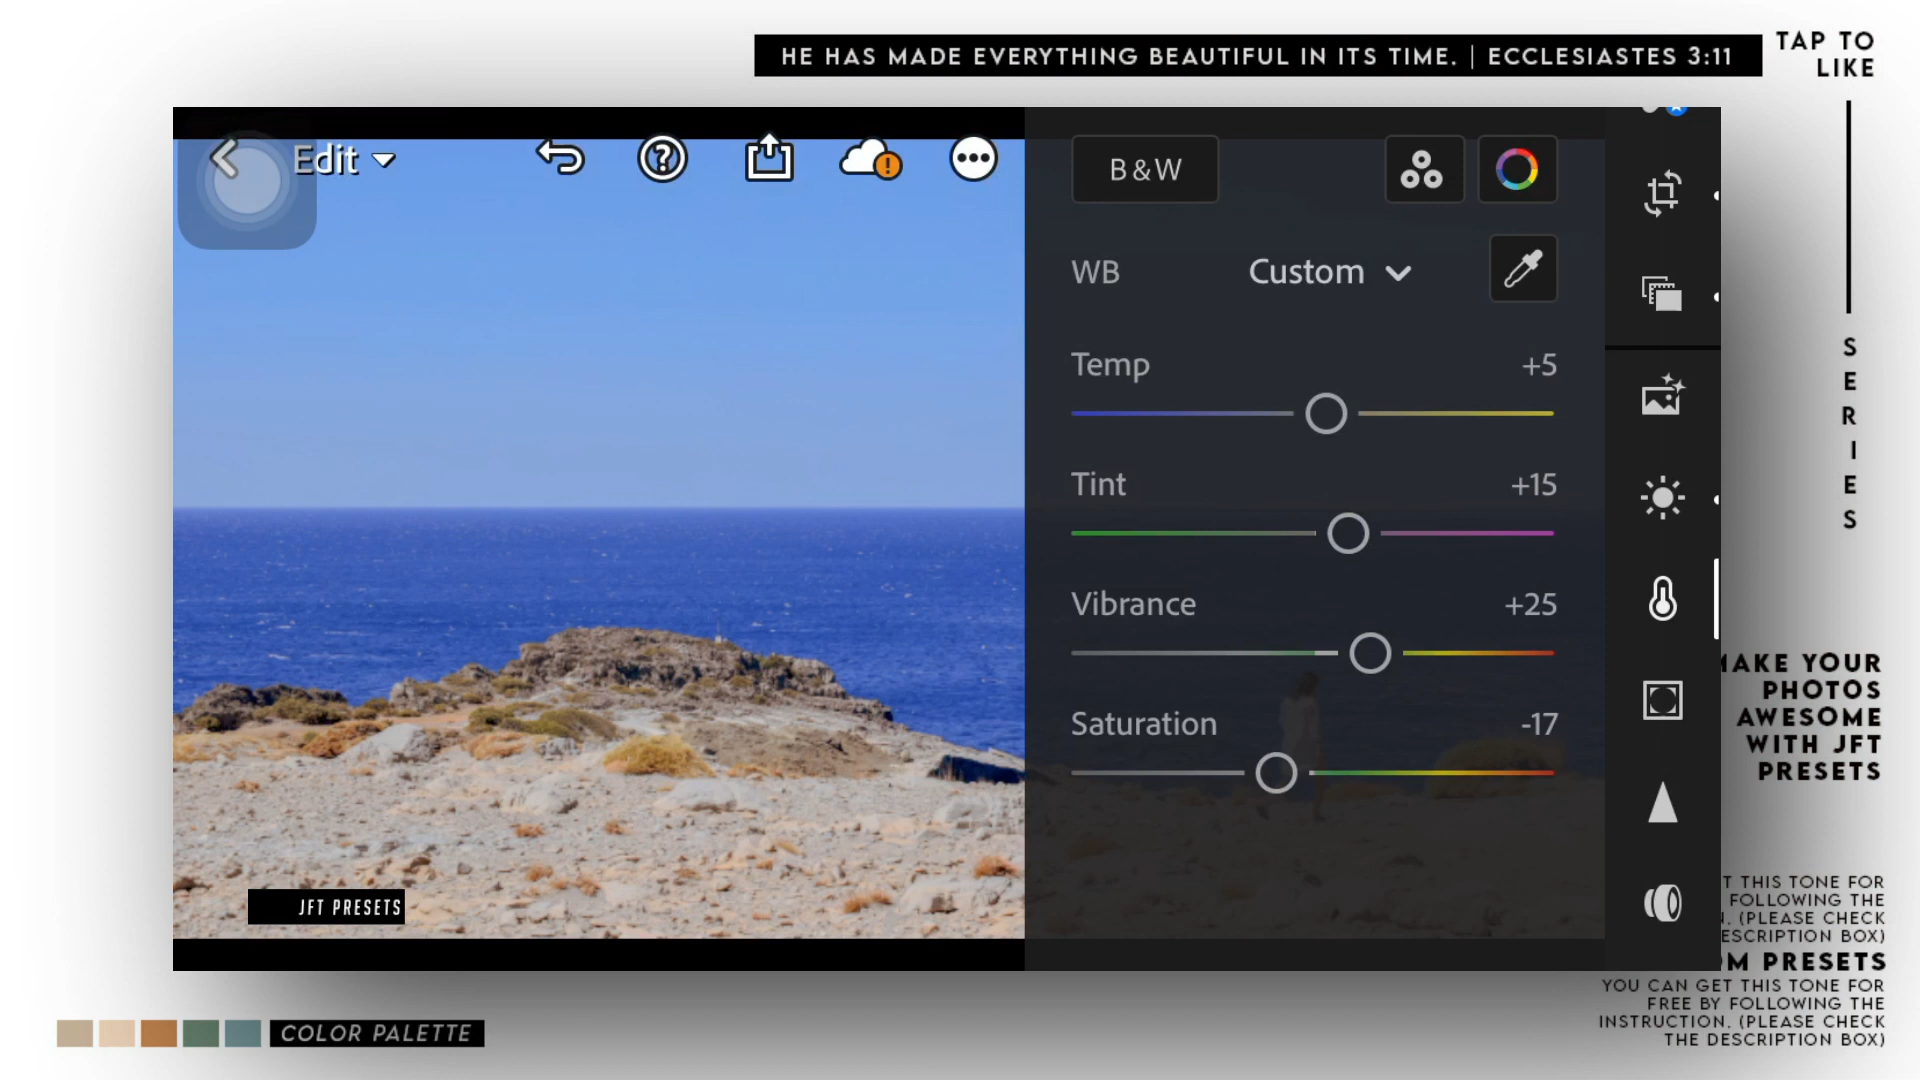 HE HAS MADE EVERYTHING BEAUTIFUL IN ITS TIME. | ECCLESIASTES 3:11
TAP TO
LIKE
Edit
B&W
WB
Custom
Temp
+5
Tint
+15
Vibrance
+25
Saturation
-17
SERIES
MAKE YOUR
PHOTOS
AWESOME
WITH JFT
PRESETS
THIS TONE FOR
FOLLOWING THE
(PLEASE CHECK
DESCRIPTION BOX)
PRESETS
YOU CAN GET THIS TONE FOR
FREE BY FOLLOWING THE
INSTRUCTION. (PLEASE CHECK
THE DESCRIPTION BOX)
JFT PRESETS
COLOR PALETTE